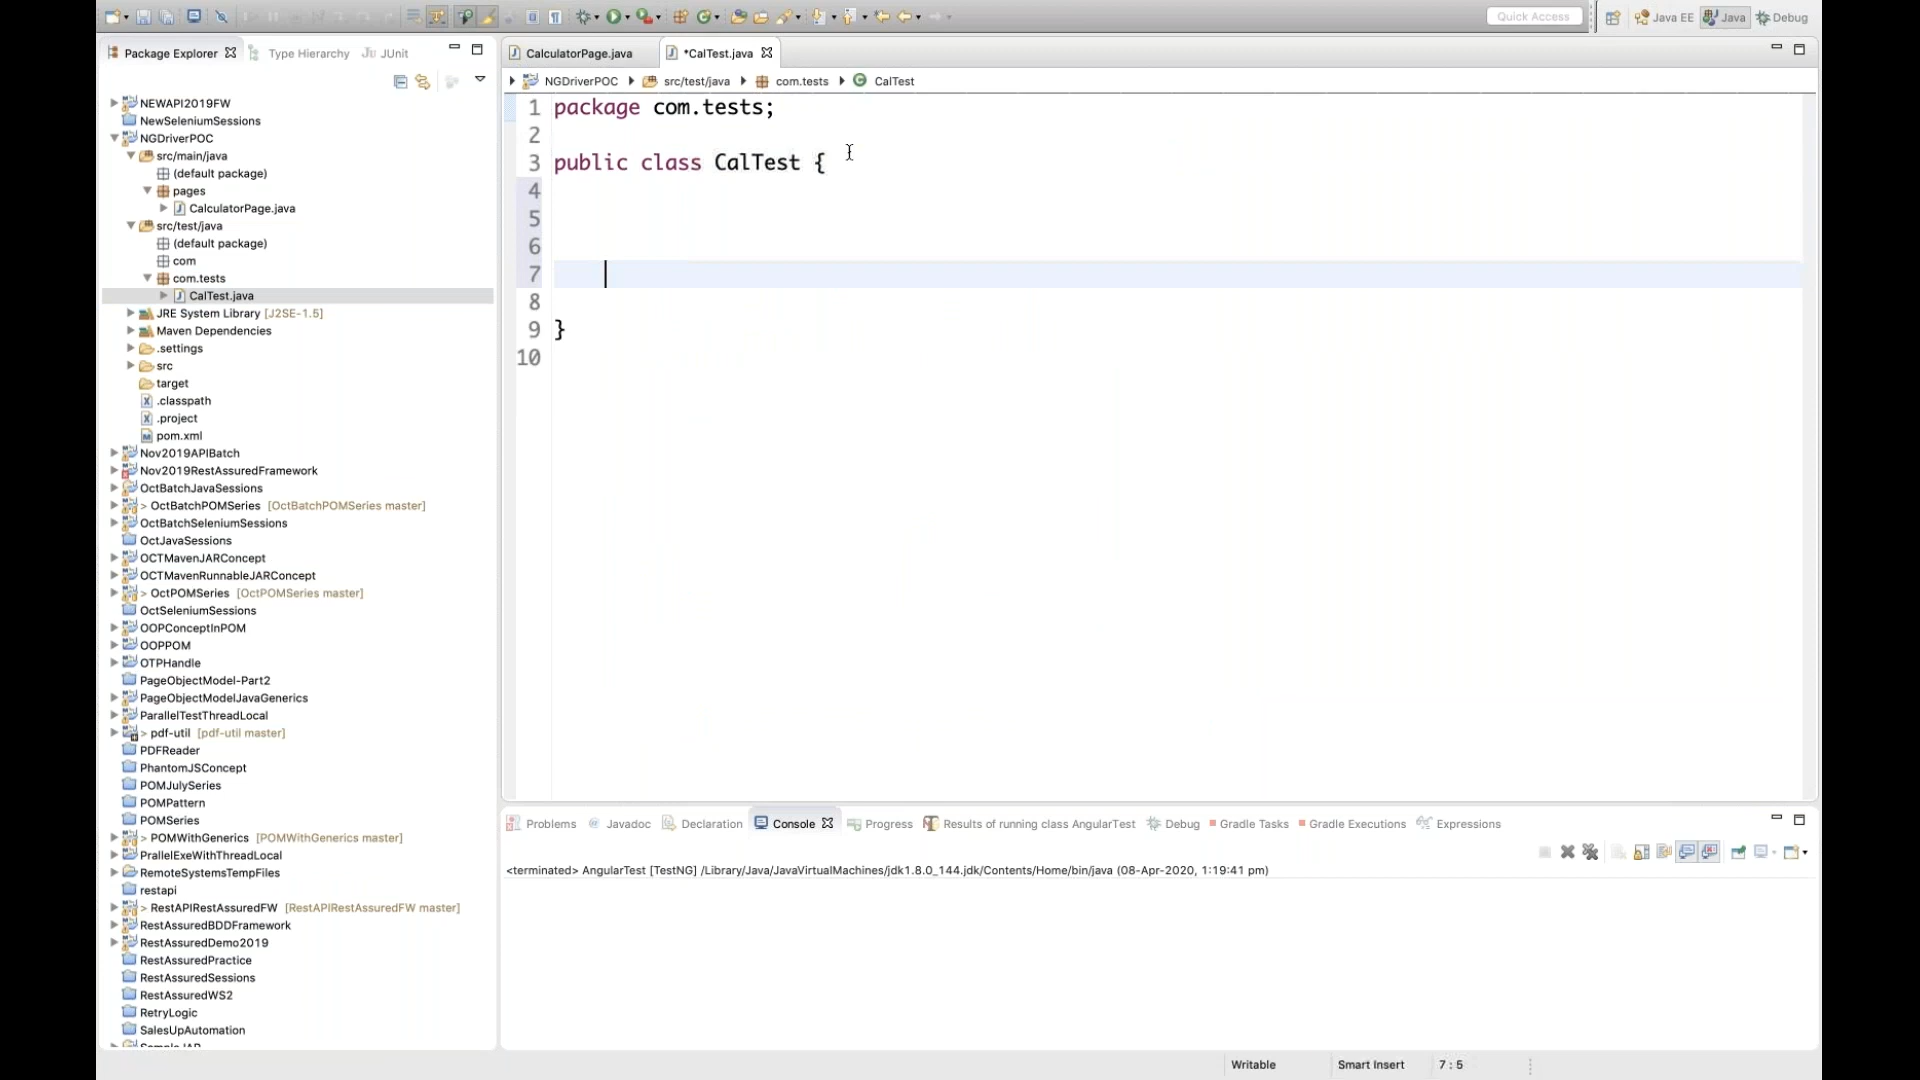 Quick Access
Java EE
Java
Debug
Package Explorer
Type Hierarchy
JUnit
CalculatorPage.java
*CalTest.java
NGDriverPOC
src/test/java
com.tests
CalTest
NEWAPI2019FW
NewSeleniumSessions
NGDriverPOC
src/main/java
(default package)
pages
CalculatorPage.java
src/test/java
(default package)
com
com.tests
CalTest.java
JRE System Library [J2SE-1.5]
Maven Dependencies
.settings
src
target
.classpath
.project
pom.xml
Nov2019APIBatch
Nov2019RestAssuredFramework
OctBatchJavaSessions
> OctBatchPOMSeries [OctBatchPOMSeries master]
OctBatchSeleniumSessions
OctJavaSessions
OCTMavenJARConcept
OCTMavenRunnableJARConcept
> OctPOMSeries [OctPOMSeries master]
OctSeleniumSessions
OOPConceptInPOM
OOPPOM
OTPHandle
PageObjectModel-Part2
PageObjectModelJavaGenerics
ParallelTestThreadLocal
> pdf-util [pdf-util master]
PDFReader
PhantomJSConcept
POMJulySeries
POMPattern
POMSeries
> POMWithGenerics [POMWithGenerics master]
PrallelExeWithThreadLocal
RemoteSystemsTempFiles
restapi
> RestAPIRestAssuredFW [RestAPIRestAssuredFW master]
RestAssuredBDDFramework
RestAssuredDemo2019
RestAssuredPractice
RestAssuredSessions
RestAssuredWS2
RetryLogic
SalesUpAutomation
1 package com.tests;
2
3 public class CalTest {
4
5
6
7
8
9 }
10
Problems
Javadoc
Declaration
Console
Progress
Results of running class AngularTest
Debug
Gradle Tasks
Gradle Executions
Expressions
<terminated> AngularTest [TestNG] /Library/Java/JavaVirtualMachines/jdk1.8.0_144.jdk/Contents/Home/bin/java (08-Apr-2020, 1:19:41 pm)
Writable
Smart Insert
7 : 5